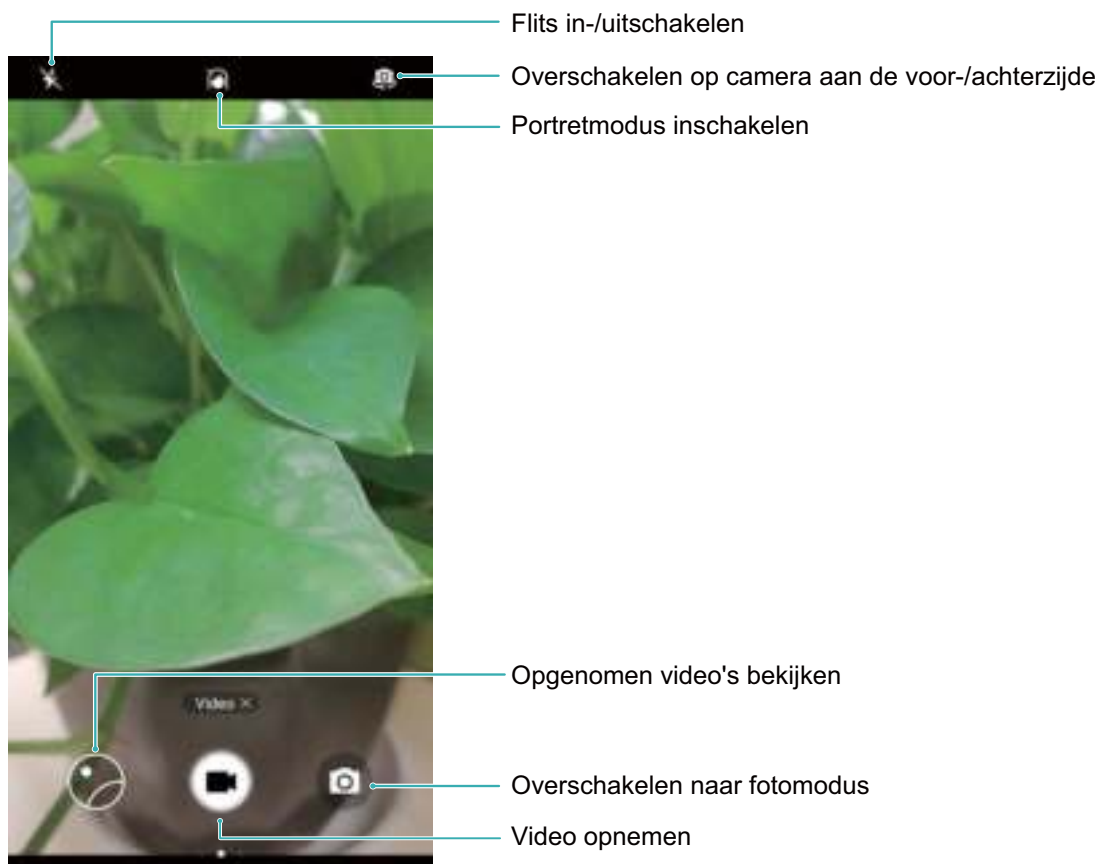 Flits in-/uitschakelen
Overschakelen op camera aan de voor-/achterzijde
Portretmodus inschakelen
Opgenomen video's bekijken
Video ×
Overschakelen naar fotomodus
Video opnemen